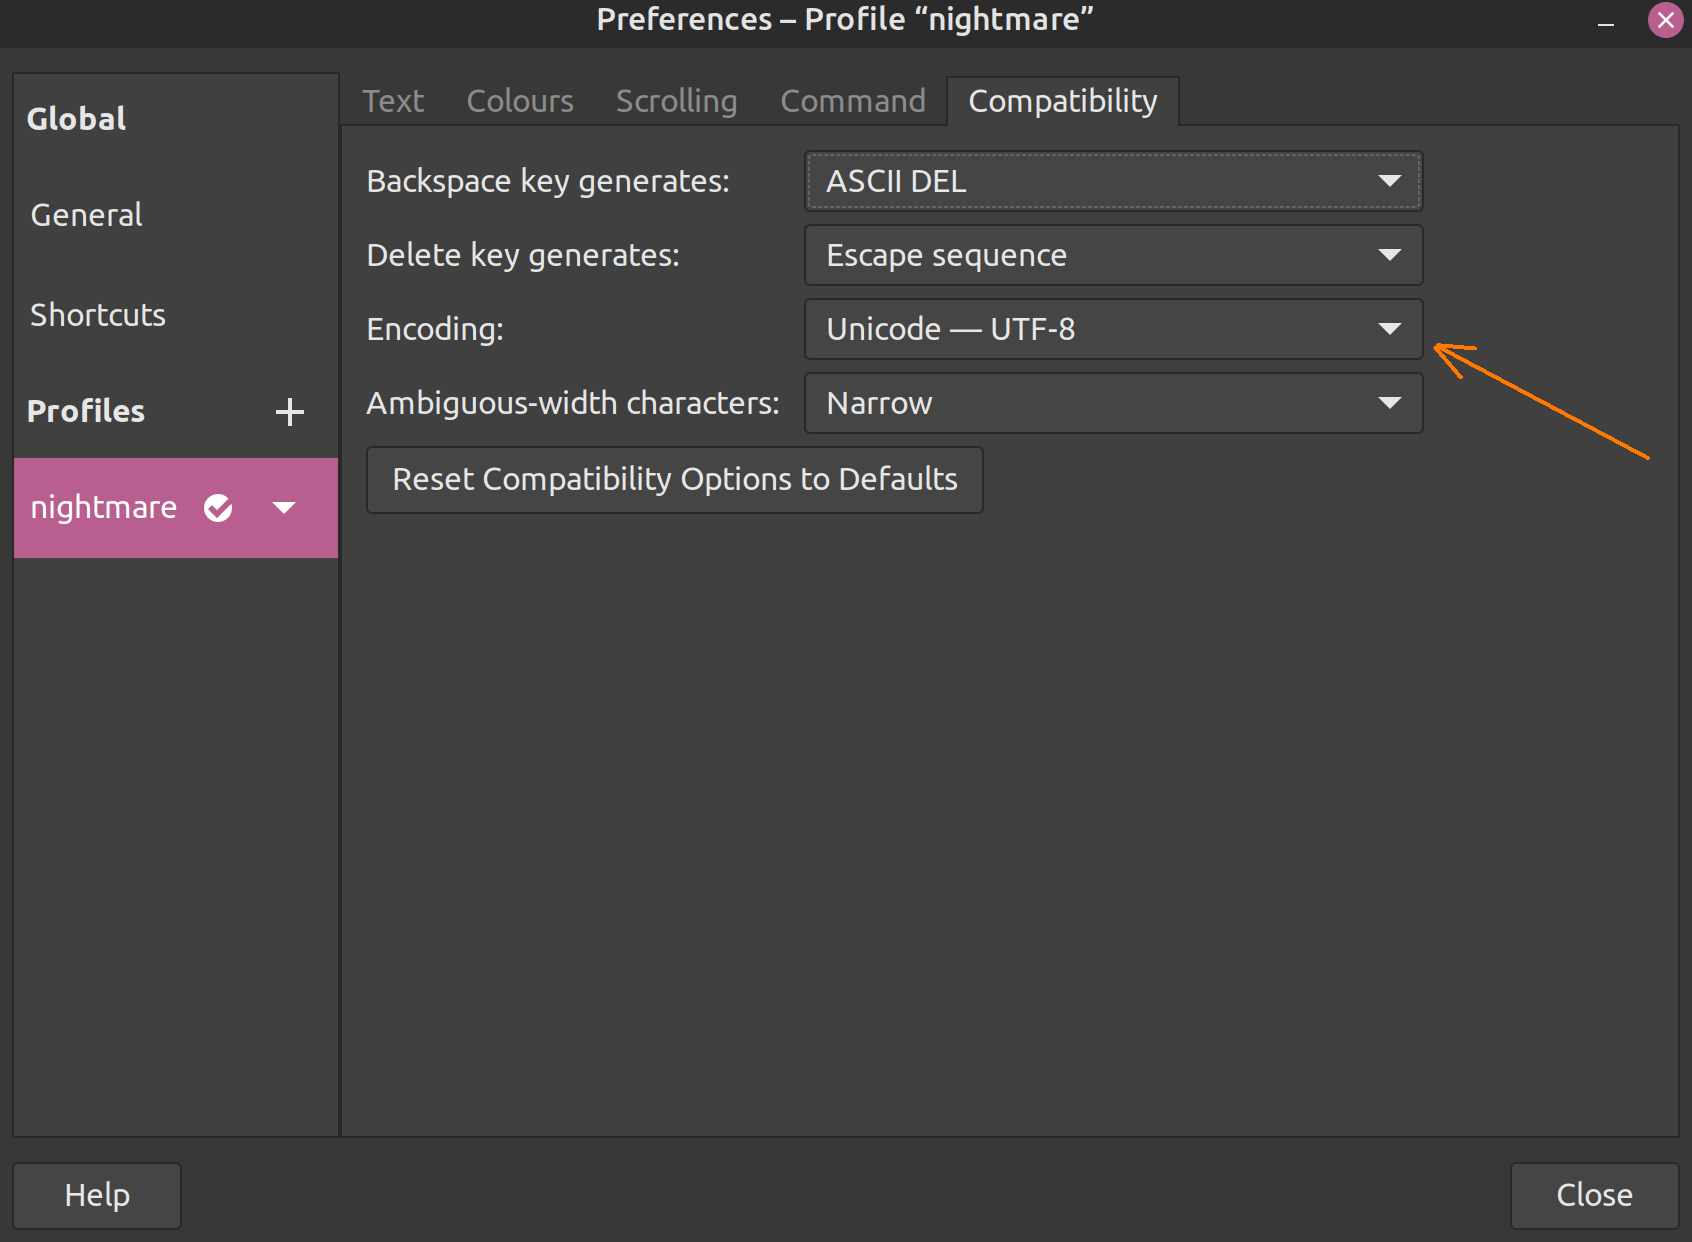 Preferences – Profile “nightmare”
Global
General
Shortcuts
Profiles
nightmare
Text Colours Scrolling Command Compatibility
Backspace key generates: ASCII DEL
Delete key generates: Escape sequence
Encoding: Unicode — UTF-8
Ambiguous-width characters: Narrow
Reset Compatibility Options to Defaults
Help
Close